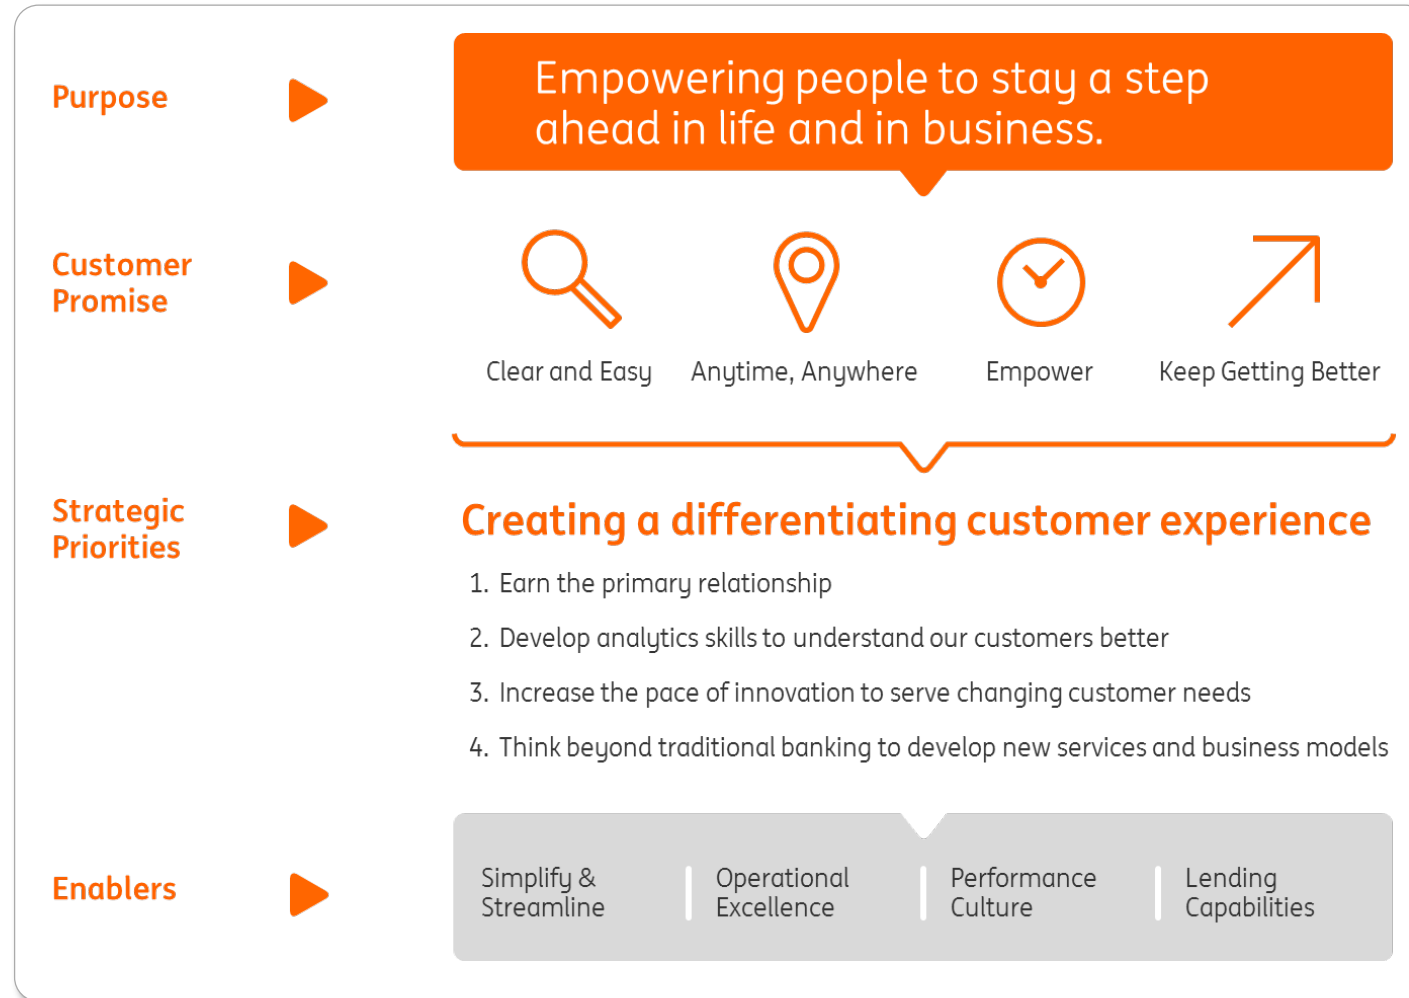 Purpose
Empowering people to stay a step
ahead in life and in business.
Customer
Promise
Clear and Easy
Anytime, Anywhere
Empower
Keep Getting Better
Strategic
Priorities
Creating a differentiating customer experience
1. Earn the primary relationship
2. Develop analytics skills to understand our customers better
3. Increase the pace of innovation to serve changing customer needs
4. Think beyond traditional banking to develop new services and business models
Enablers
Simplify &
Streamline
Operational
Excellence
Performance
Culture
Lending
Capabilities